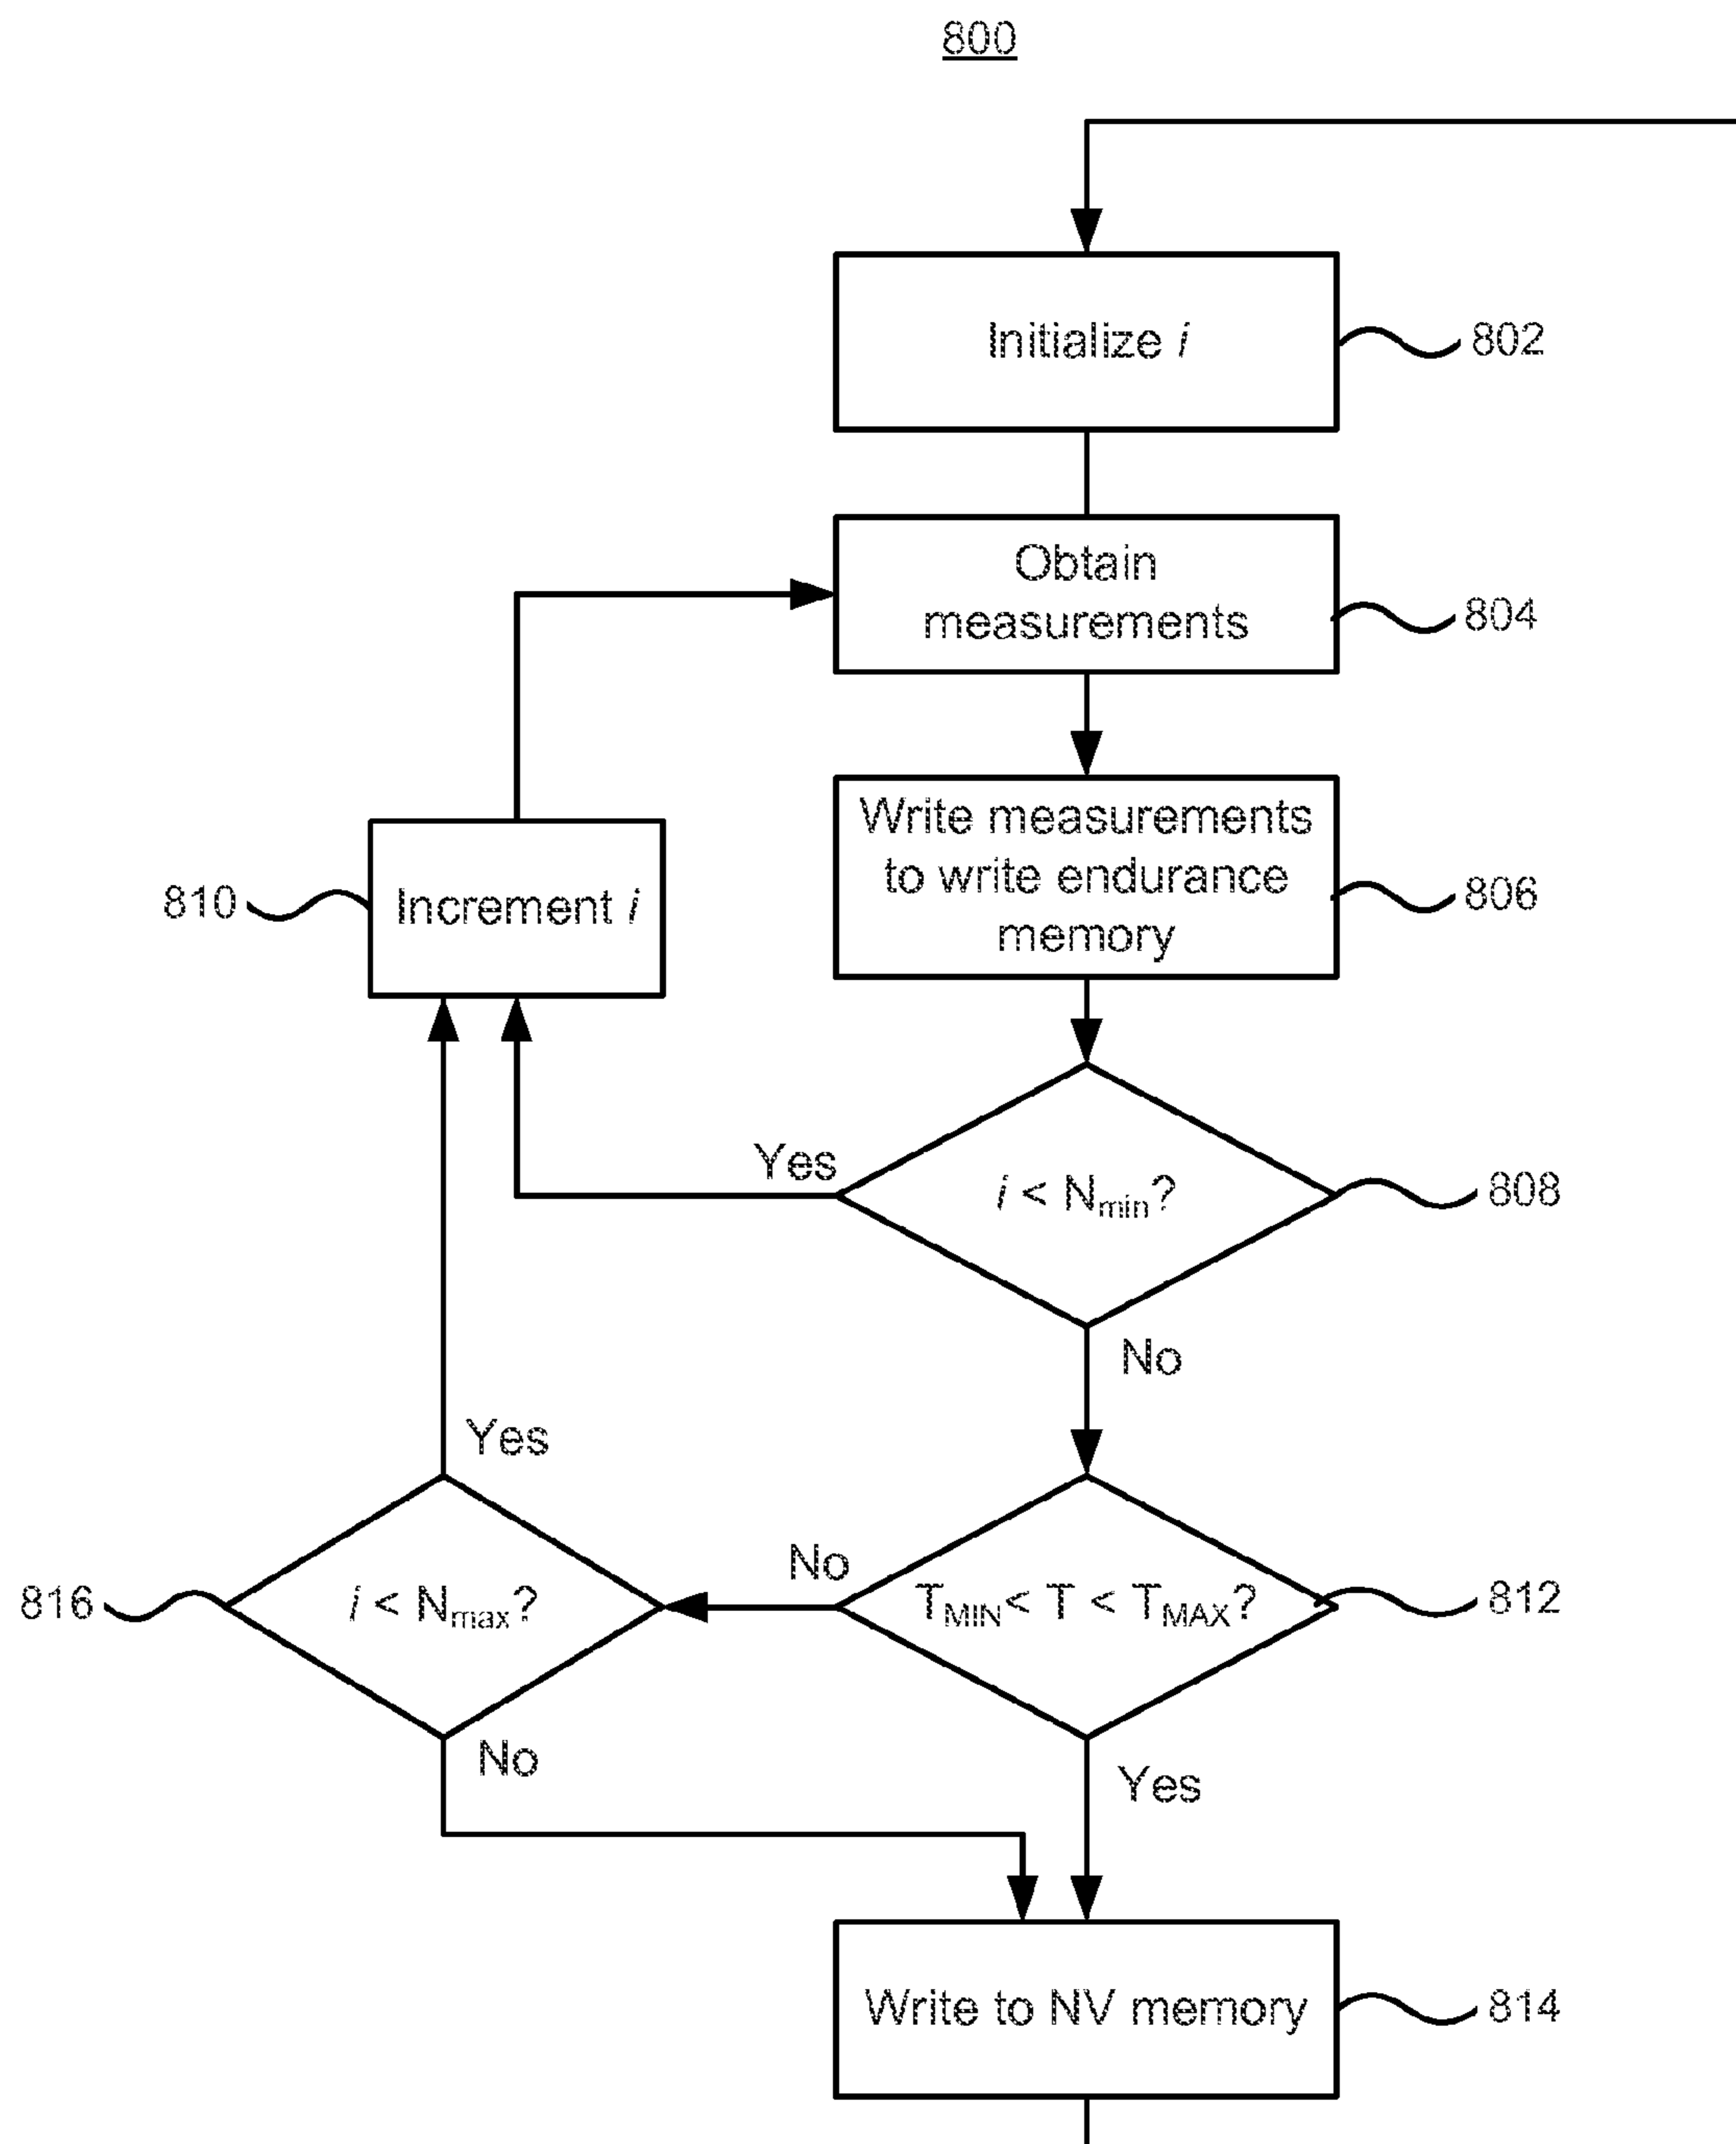 800
Initialize i
802
Obtain
measurements
804
Write measurements
to write endurance
memory
806
810
Increment i
Yes
i < Nmin?
808
No
Yes
816
i < Nmax?
No
TMIN< T < TMAX?
812
No
Yes
Write to NV memory
814